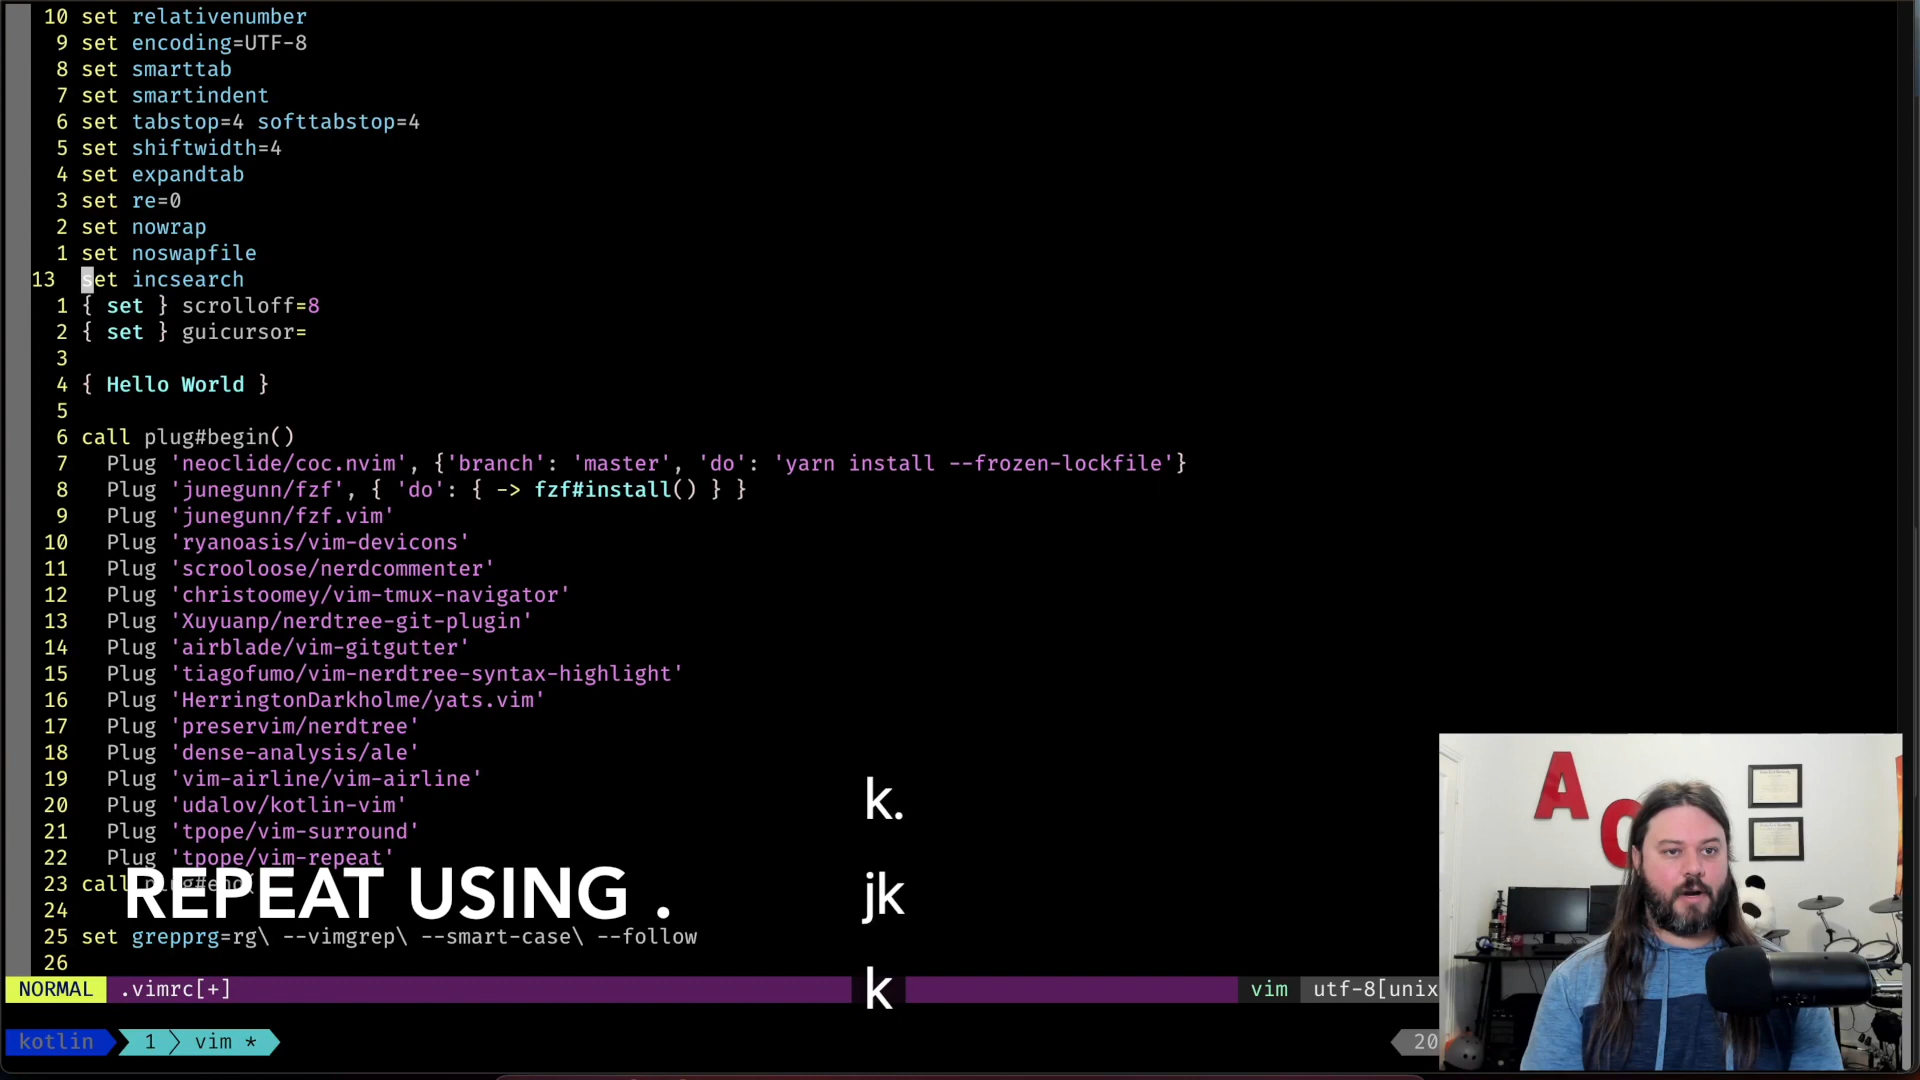 10 set relativenumber
9 set encoding=UTF-8
8 set smarttab
7 set smartindent
6 set tabstop=4 softtabstop=4
5 set shiftwidth=4
4 set expandtab
3 set re=0
2 set nowrap
1 set noswapfile
13 set incsearch
1 { set } scrolloff=8
2 { set } guicursor=
3
4 { Hello World }
5
6 call plug#begin()
7 Plug 'neoclide/coc.nvim', {'branch': 'master', 'do': 'yarn install --frozen-lockfile'}
8 Plug 'junegunn/fzf', { 'do': { -> fzf#install() } }
9 Plug 'junegunn/fzf.vim'
10 Plug 'ryanoasis/vim-devicons'
11 Plug 'scrooloose/nerdcommenter'
12 Plug 'christoomey/vim-tmux-navigator'
13 Plug 'Xuyuanp/nerdtree-git-plugin'
14 Plug 'airblade/vim-gitgutter'
15 Plug 'tiagofumo/vim-nerdtree-syntax-highlight'
16 Plug 'HerringtonDarkholme/yats.vim'
17 Plug 'preservim/nerdtree'
18 Plug 'dense-analysis/ale'
19 Plug 'vim-airline/vim-airline'
20 Plug 'udalov/kotlin-vim'
21 Plug 'tpope/vim-surround'
22 Plug 'tpope/vim-repeat'
23 call
24
25 set grepprg=rg\ --vimgrep\ --smart-case\ --follow
26
REPEAT USING .
k.
jk
k
NORMAL .vimrc[+] vim utf-8[unix
kotlin 1 vim * 20
A